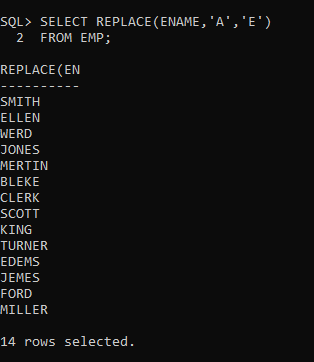 SQL> SELECT REPLACE(ENAME,'A','E')
  2  FROM EMP;
REPLACE(EN
----------
SMITH
ELLEN
WERD
JONES
MERTIN
BLEKE
CLERK
SCOTT
KING
TURNER
EDEMS
JEMES
FORD
MILLER
14 rows selected.